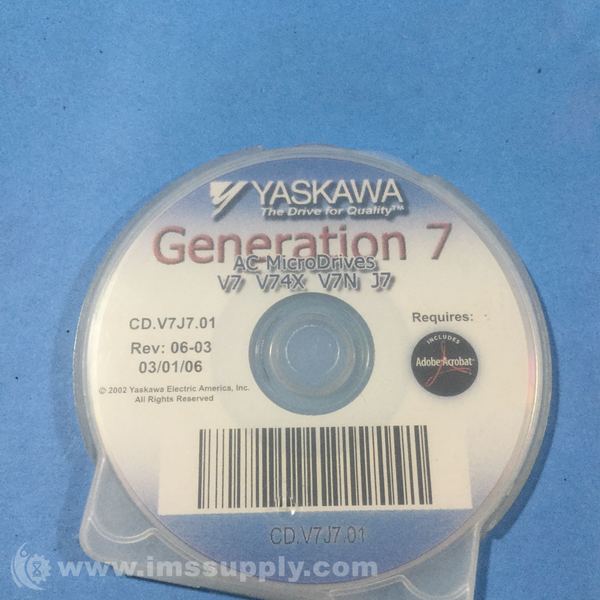 YASKAWA
The Drive for Quality™
Generation 7
AC MicroDrives
V7 V74X V7N J7
CD.V7J7.01
Rev: 06-03
03/01/06
© 2002 Yaskawa Electric America, Inc.
All Rights Reserved
Requires:
INCLUDES
Adobe Acrobat
CD.V7J7.01
www.imssupply.com